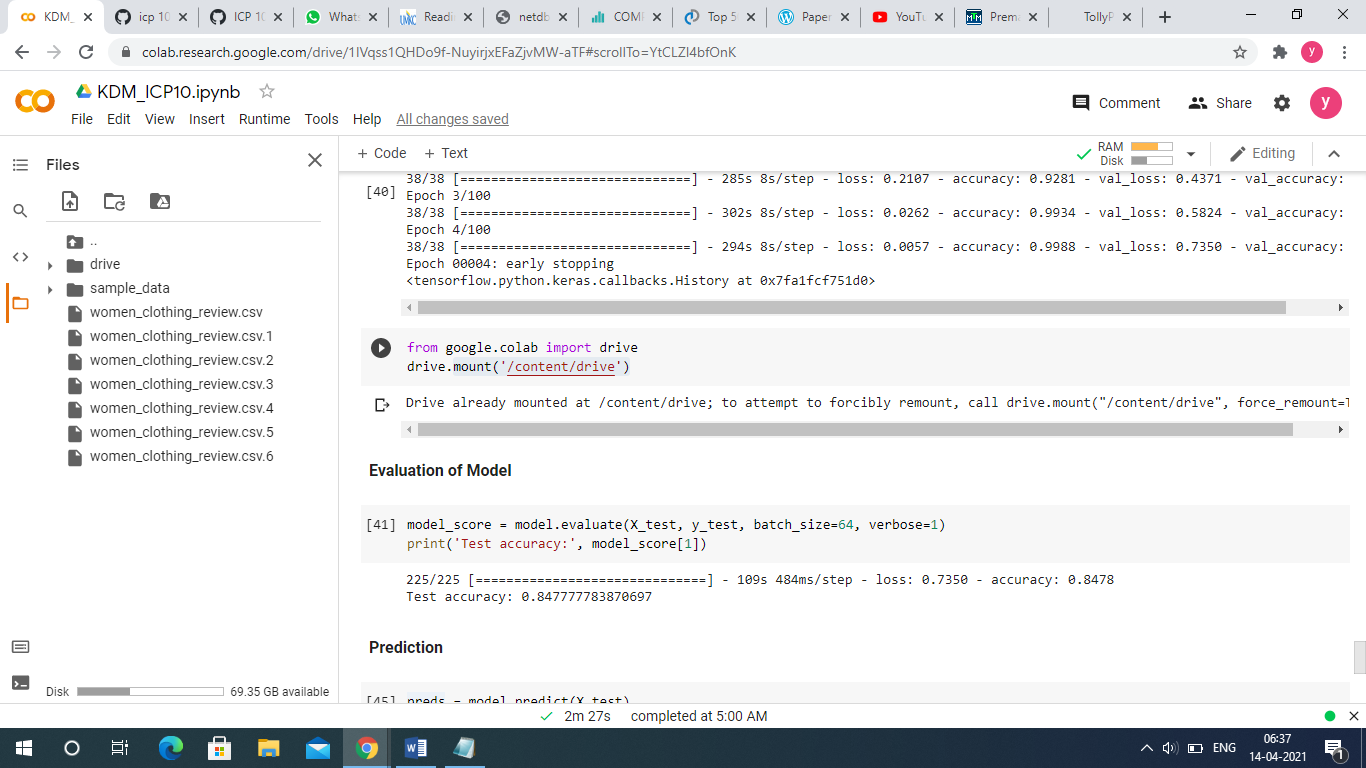 KDM_
icp 10
ICP 10
Whats
Readi
netdb
COMI
Top 5
Paper
YouTu
Prema
TollyP
colab.research.google.com/drive/1lVqss1QHDo9f-NuyirjxEFaZjvMW-aTF#scrollTo=YtCLZl4bfOnK
y
KDM_ICP10.ipynb
Comment
Share
y
File Edit View Insert Runtime Tools Help All changes saved
Files
+ Code + Text
RAM
Disk
Editing
..
drive
sample_data
women_clothing_review.csv
women_clothing_review.csv.1
women_clothing_review.csv.2
women_clothing_review.csv.3
women_clothing_review.csv.4
women_clothing_review.csv.5
women_clothing_review.csv.6
Disk 69.35 GB available
38/38 [==============================] - 285s 8s/step - loss: 0.2107 - accuracy: 0.9281 - val_loss: 0.4371 - val_accuracy:
[40] Epoch 3/100
38/38 [==============================] - 302s 8s/step - loss: 0.0262 - accuracy: 0.9934 - val_loss: 0.5824 - val_accuracy:
Epoch 4/100
38/38 [==============================] - 294s 8s/step - loss: 0.0057 - accuracy: 0.9988 - val_loss: 0.7350 - val_accuracy:
Epoch 00004: early stopping
<tensorflow.python.keras.callbacks.History at 0x7fa1fcf751d0>
from google.colab import drive
drive.mount('/content/drive')
Drive already mounted at /content/drive; to attempt to forcibly remount, call drive.mount("/content/drive", force_remount=T
Evaluation of Model
[41] model_score = model.evaluate(X_test, y_test, batch_size=64, verbose=1)
print('Test accuracy:', model_score[1])
225/225 [==============================] - 109s 484ms/step - loss: 0.7350 - accuracy: 0.8478
Test accuracy: 0.847777783870697
Prediction
[45] preds = model.predict(X_test)
2m 27s completed at 5:00 AM
ENG
06:37
14-04-2021
1